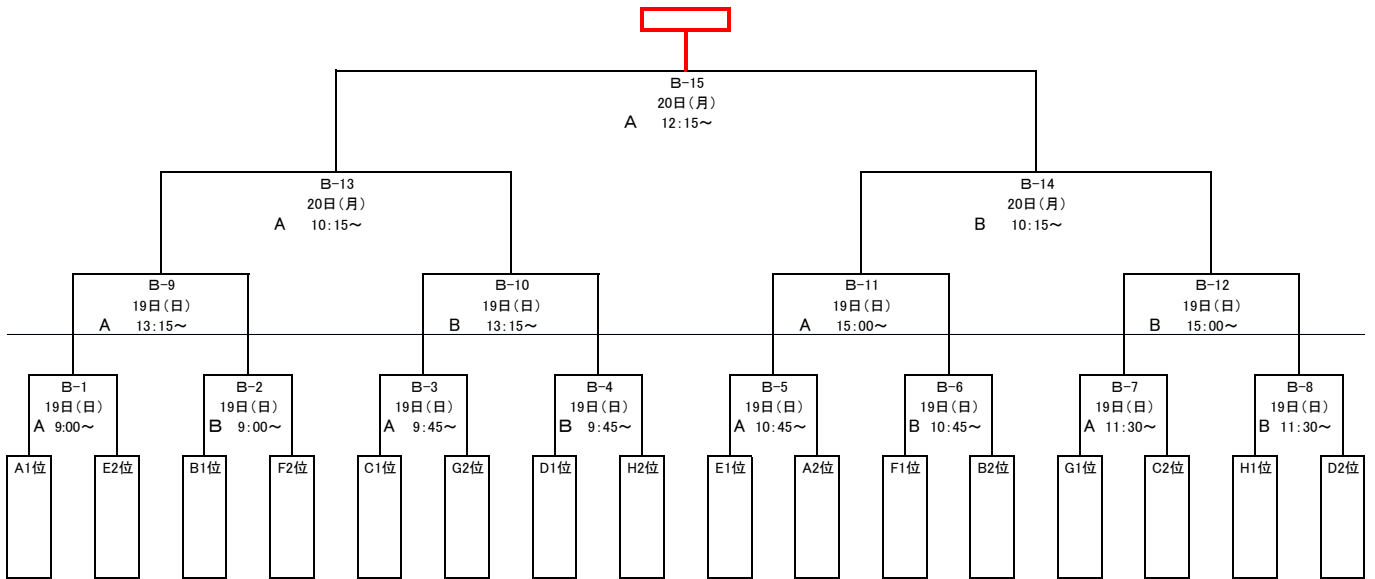 B-15
20日(月)
A 12:15～
B-13
20日(月)
A 10:15～
B-14
20日(月)
B 10:15～
B-9
19日(日)
A 13:15～
B-10
19日(日)
B 13:15～
B-11
19日(日)
A 15:00～
B-12
19日(日)
B 15:00～
B-1
19日(日)
A 9:00～
B-2
19日(日)
B 9:00～
B-3
19日(日)
A 9:45～
B-4
19日(日)
B 9:45～
B-5
19日(日)
A 10:45～
B-6
19日(日)
B 10:45～
B-7
19日(日)
A 11:30～
B-8
19日(日)
B 11:30～
A1位
E2位
B1位
F2位
C1位
G2位
D1位
H2位
E1位
A2位
F1位
B2位
G1位
C2位
H1位
D2位